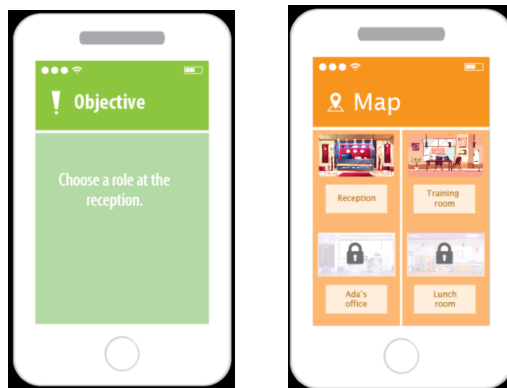 Objective
Choose a role at the
reception.
Map
Reception
Training
room
Ada's
office
Lunch
room